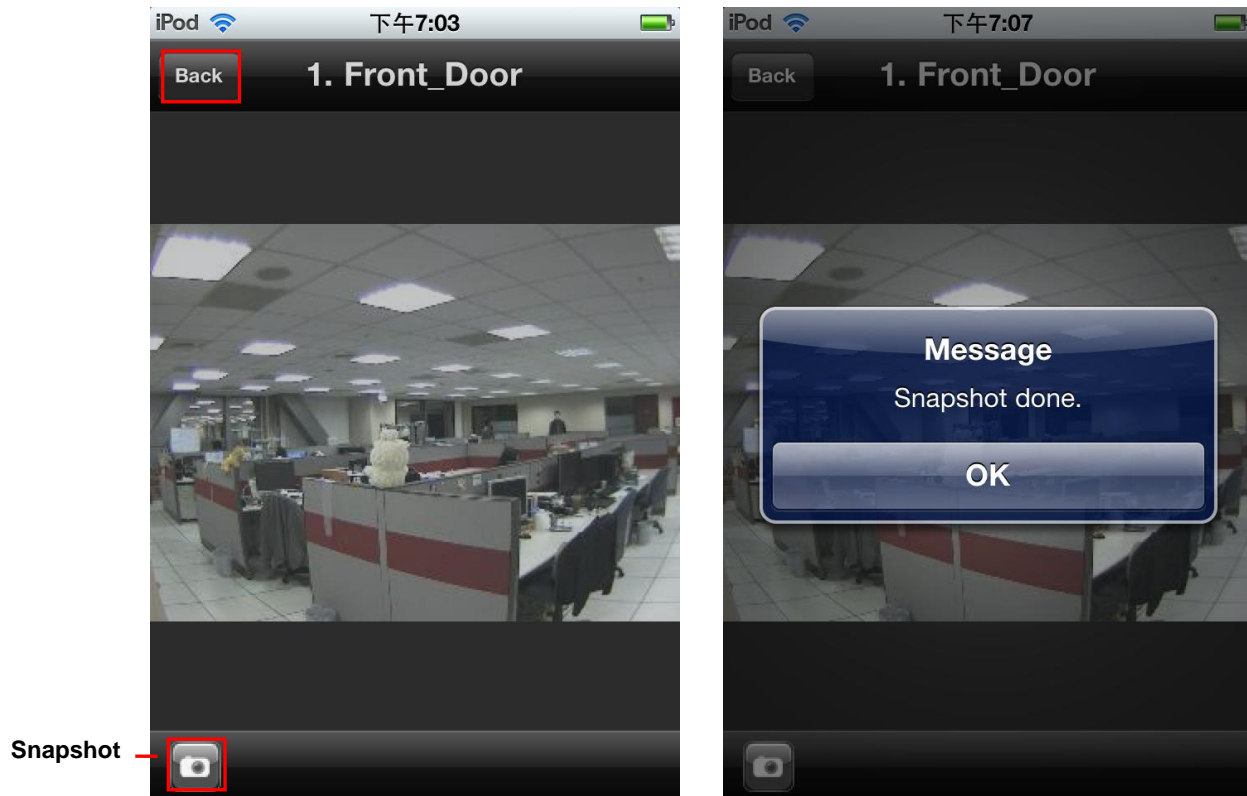 iPod 下午7:03
Back 1. Front_Door
Snapshot
iPod 下午7:07
Back 1. Front_Door
Message
Snapshot done.
OK